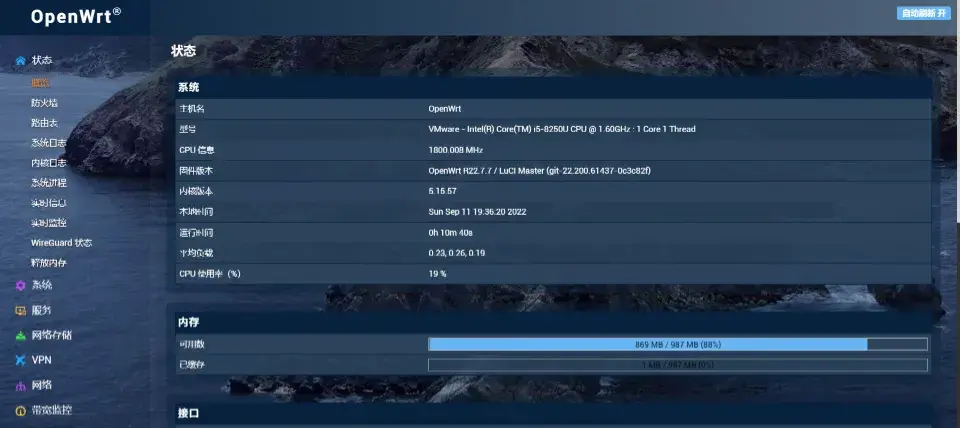 OpenWrt®
自动刷新 开
状态
概览
防火墙
路由表
系统日志
内核日志
系统进程
实时信息
实时监控
WireGuard 状态
释放内存
系统
服务
网络存储
VPN
网络
带宽监控
状态
系统
主机名 OpenWrt
型号 VMware - Intel(R) Core(TM) i5-8250U CPU @ 1.60GHz : 1 Core 1 Thread
CPU 信息 1800.008 MHz
固件版本 OpenWrt R22.7.7 / LuCI Master (git-22.200.61437-0c3c82f)
内核版本 5.15.57
本地时间 Sun Sep 11 19:36:20 2022
运行时间 0h 10m 40s
平均负载 0.23, 0.26, 0.19
CPU 使用率（%） 19 %
内存
可用数 869 MB / 987 MB (88%)
已缓存 1 MB / 987 MB (0%)
接口